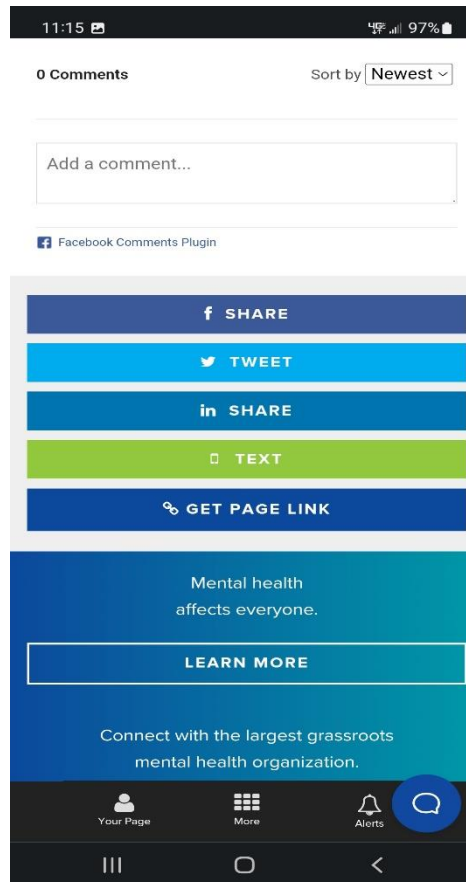 11:15 97%
0 Comments Sort by Newest
Add a comment...
Facebook Comments Plugin
f SHARE
TWEET
in SHARE
TEXT
GET PAGE LINK
Mental health
affects everyone.
LEARN MORE
Connect with the largest grassroots
mental health organization.
Your Page More Alerts